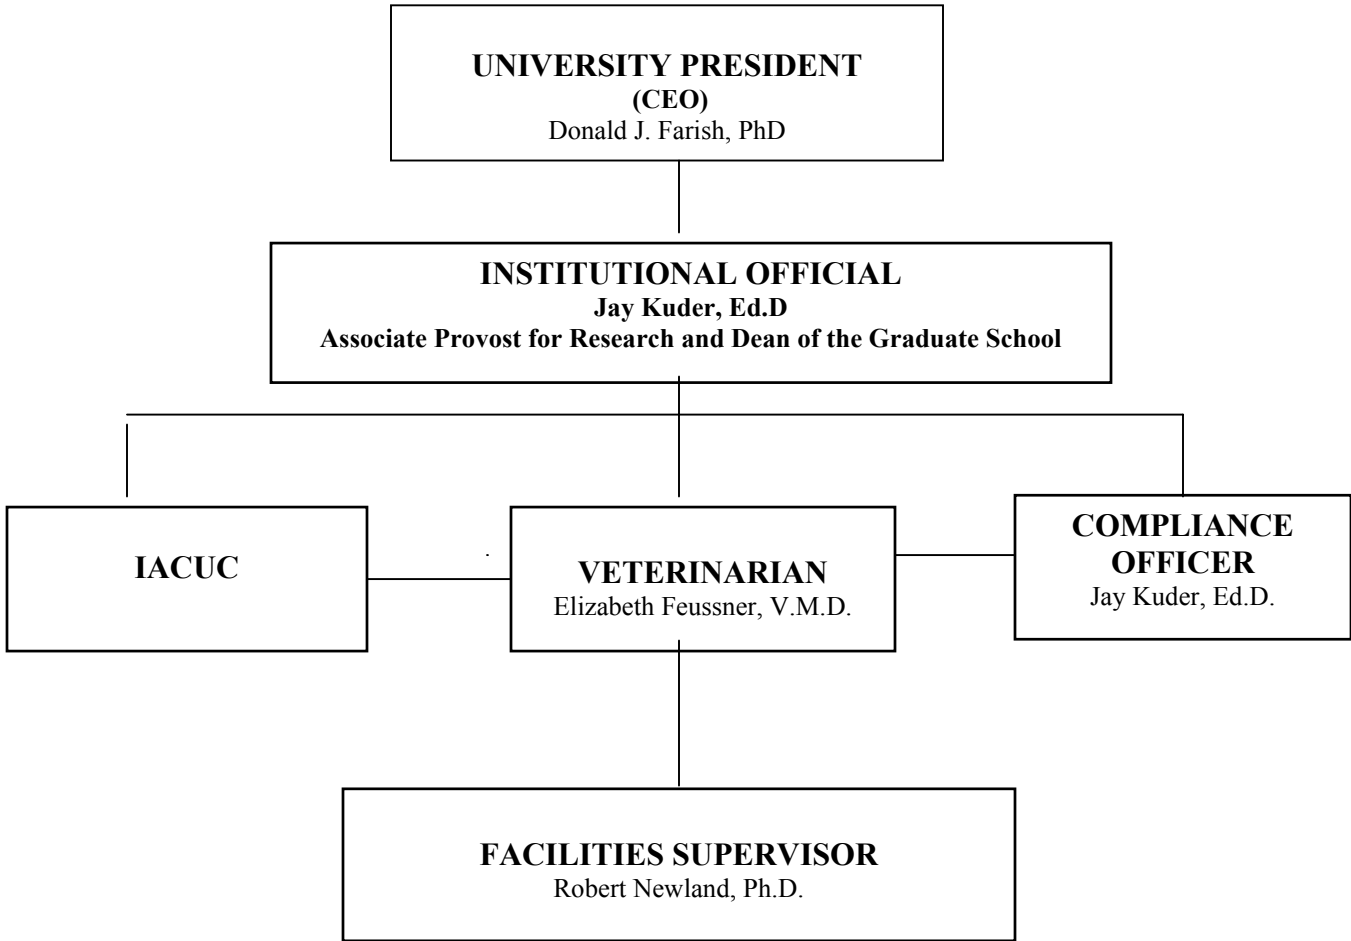 UNIVERSITY PRESIDENT
(CEO)
Donald J. Farish, PhD
INSTITUTIONAL OFFICIAL
Jay Kuder, Ed.D
Associate Provost for Research and Dean of the Graduate School
IACUC
VETERINARIAN
Elizabeth Feussner, V.M.D.
COMPLIANCE
OFFICER
Jay Kuder, Ed.D.
FACILITIES SUPERVISOR
Robert Newland, Ph.D.